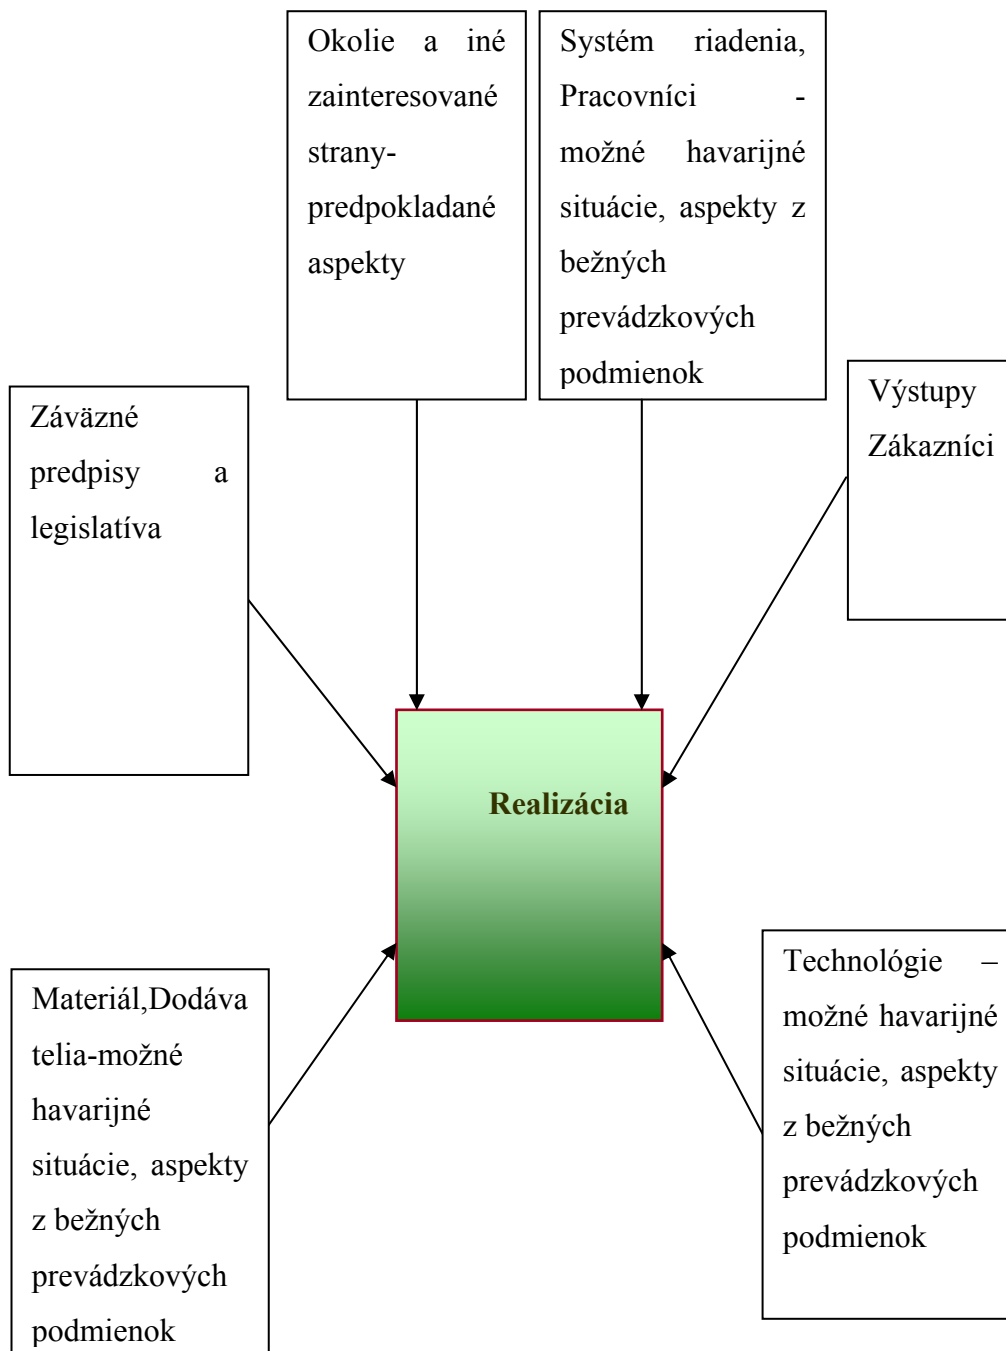 Okolie a iné
zainteresované
strany-
predpokladané
aspekty
Systém riadenia,
Pracovníci -
možné havarijné
situácie, aspekty z
bežných
prevádzkových
podmienok
Výstupy
Zákazníci
Záväzné
predpisy a
legislatíva
Realizácia
Materiál,Dodáva
telia-možné
havarijné
situácie, aspekty
z bežných
prevádzkových
podmienok
Technológie –
možné havarijné
situácie, aspekty
z bežných
prevádzkových
podmienok